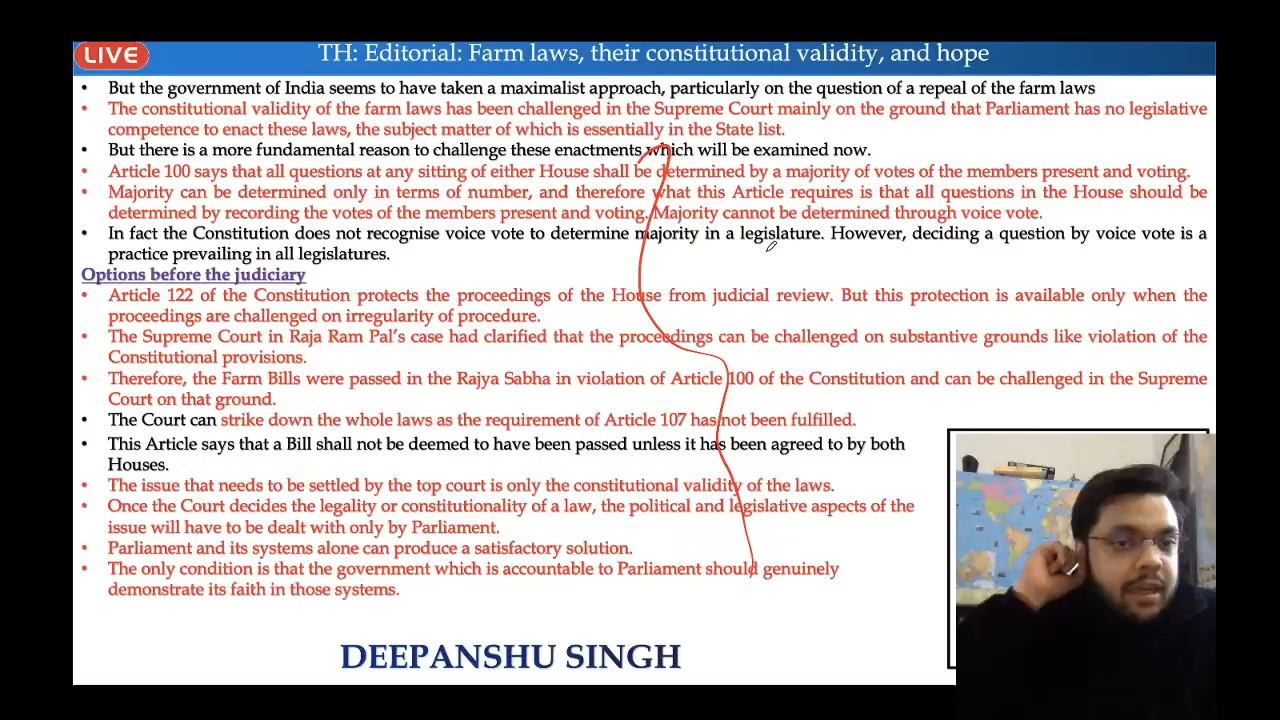 LIVE
TH: Editorial: Farm laws, their constitutional validity, and hope
• But the government of India seems to have taken a maximalist approach, particularly on the question of a repeal of the farm laws
• The constitutional validity of the farm laws has been challenged in the Supreme Court mainly on the ground that Parliament has no legislative
competence to enact these laws, the subject matter of which is essentially in the State list.
• But there is a more fundamental reason to challenge these enactments which will be examined now.
• Article 100 says that all questions at any sitting of either House shall be determined by a majority of votes of the members present and voting.
• Majority can be determined only in terms of number, and therefore what this Article requires is that all questions in the House should be
determined by recording the votes of the members present and voting. Majority cannot be determined through voice vote.
• In fact the Constitution does not recognise voice vote to determine majority in a legislature. However, deciding a question by voice vote is a
practice prevailing in all legislatures.
Options before the judiciary
• Article 122 of the Constitution protects the proceedings of the House from judicial review. But this protection is available only when the
proceedings are challenged on irregularity of procedure.
• The Supreme Court in Raja Ram Pal's case had clarified that the proceedings can be challenged on substantive grounds like violation of the
Constitutional provisions.
• Therefore, the Farm Bills were passed in the Rajya Sabha in violation of Article 100 of the Constitution and can be challenged in the Supreme
Court on that ground.
• The Court can strike down the whole laws as the requirement of Article 107 has not been fulfilled.
• This Article says that a Bill shall not be deemed to have been passed unless it has been agreed to by both
Houses.
• The issue that needs to be settled by the top court is only the constitutional validity of the laws.
• Once the Court decides the legality or constitutionality of a law, the political and legislative aspects of the
issue will have to be dealt with only by Parliament.
• Parliament and its systems alone can produce a satisfactory solution.
• The only condition is that the government which is accountable to Parliament should genuinely
demonstrate its faith in those systems.
DEEPANSHU SINGH